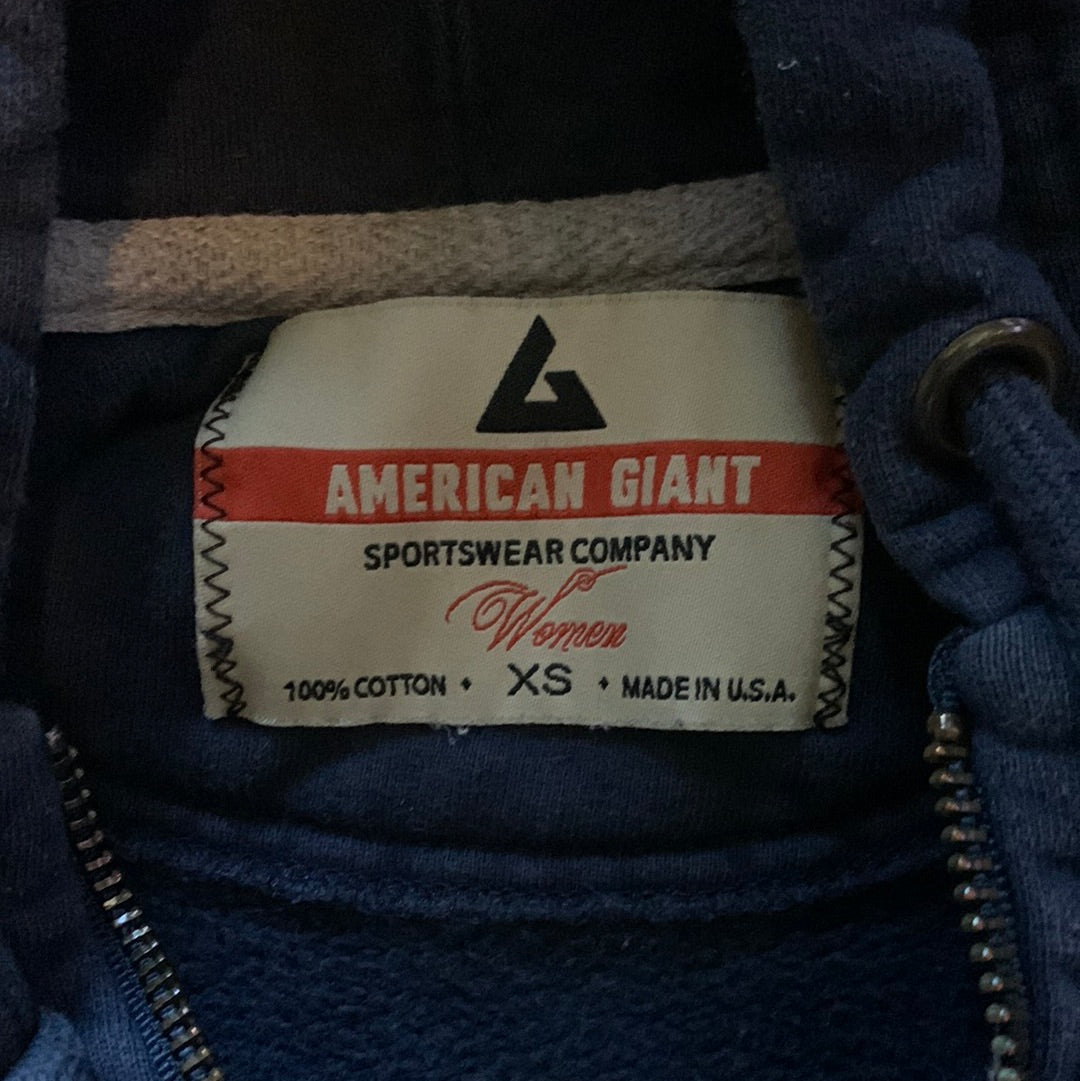 AMERICAN GIANT
SPORTSWEAR COMPANY
Women
100% COTTON • XS • MADE IN U.S.A.